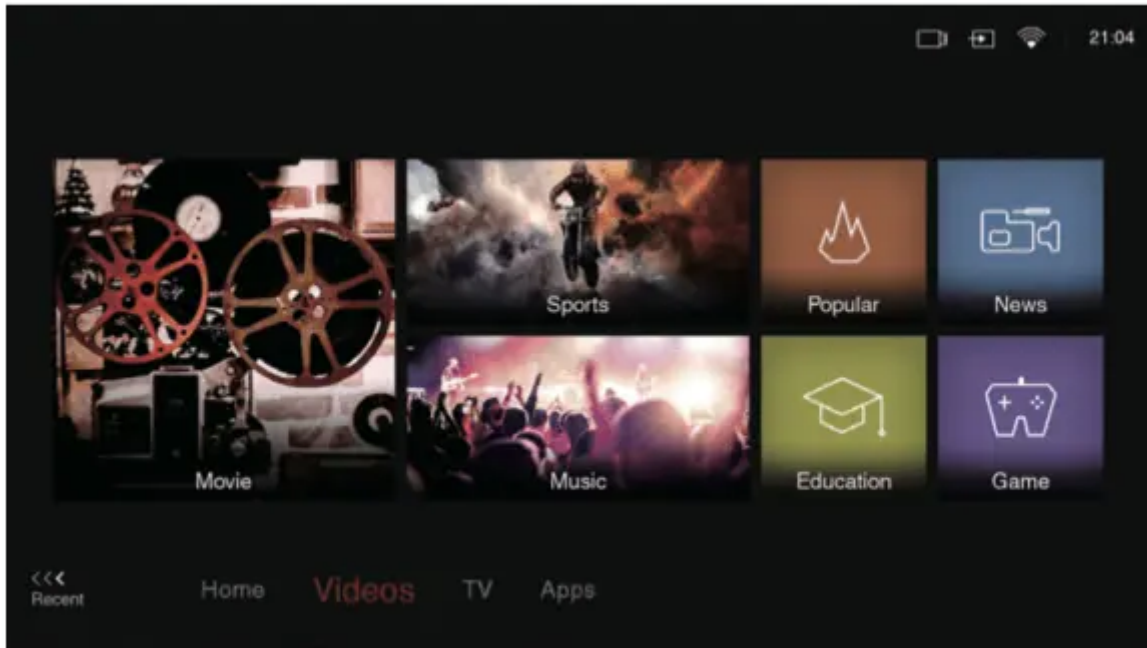 21:04
Sports
Popular
News
Movie
Music
Education
Game
<<<
Recent
Home
Videos
TV
Apps